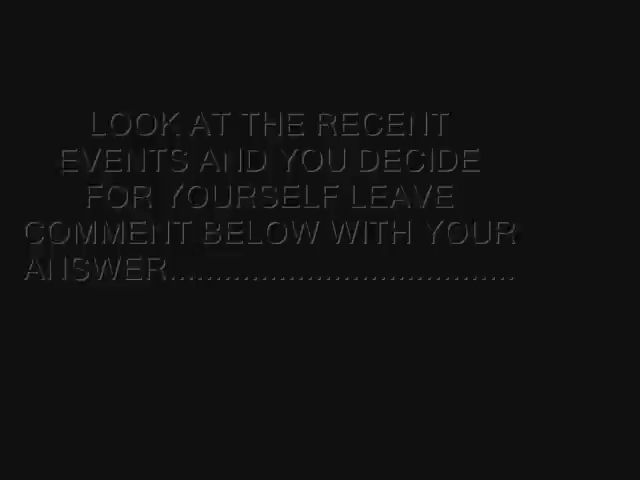 LOOK AT THE RECENT
EVENTS AND YOU DECIDE
FOR YOURSELF LEAVE
COMMENT BELOW WITH YOUR
ANSWER.....................................